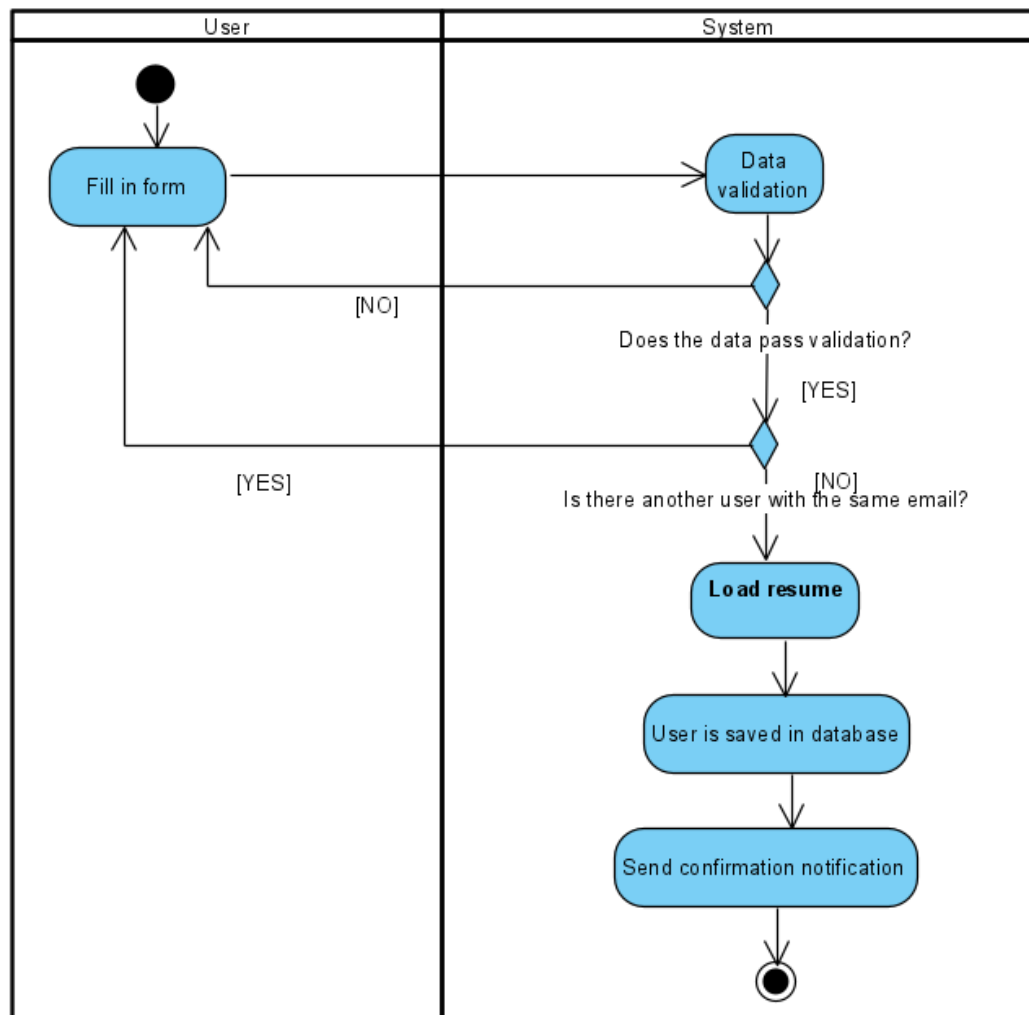 User
System
Fill in form
Data
validation
[NO]
Does the data pass validation?
[YES]
[YES]
[NO]
Is there another user with the same email?
Load resume
User is saved in database
Send confirmation notification